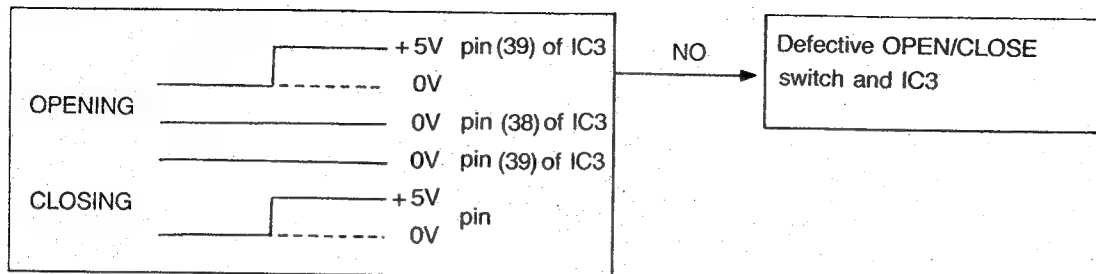 +5V pin (39) of IC3
0V
OPENING
0V pin (38) of IC3
0V pin (39) of IC3
CLOSING
+5V
pin
0V
NO
Defective OPEN/CLOSE
switch and IC3